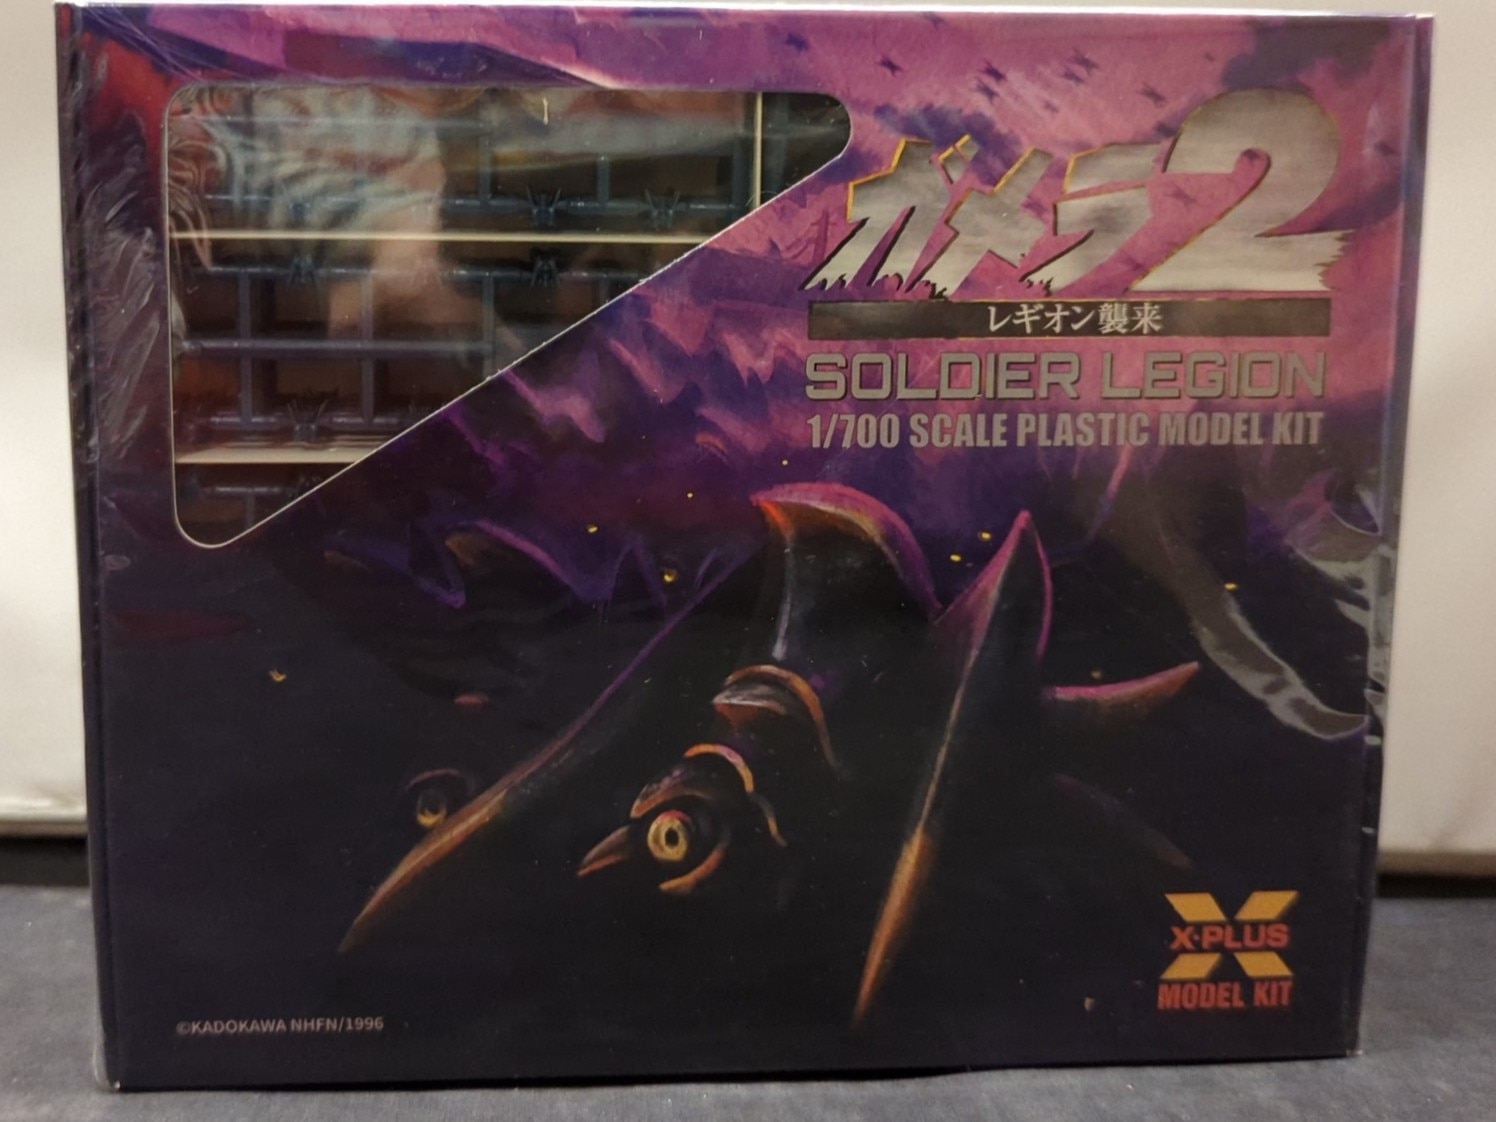 ガメラ2
レギオン襲来
SOLDIER LEGION
1/700 SCALE PLASTIC MODEL KIT
X-PLUS
MODEL KIT
©KADOKAWA NHFN/1996